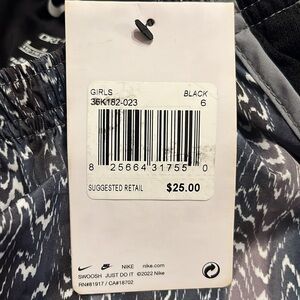 GIRLS BLACK
36K182-023 6
8 25664 31755 0
SUGGESTED RETAIL $25.00
NIKE nike.com
SWOOSH JUST DO IT ©2022 Nike
RN#81917 / CA#18702